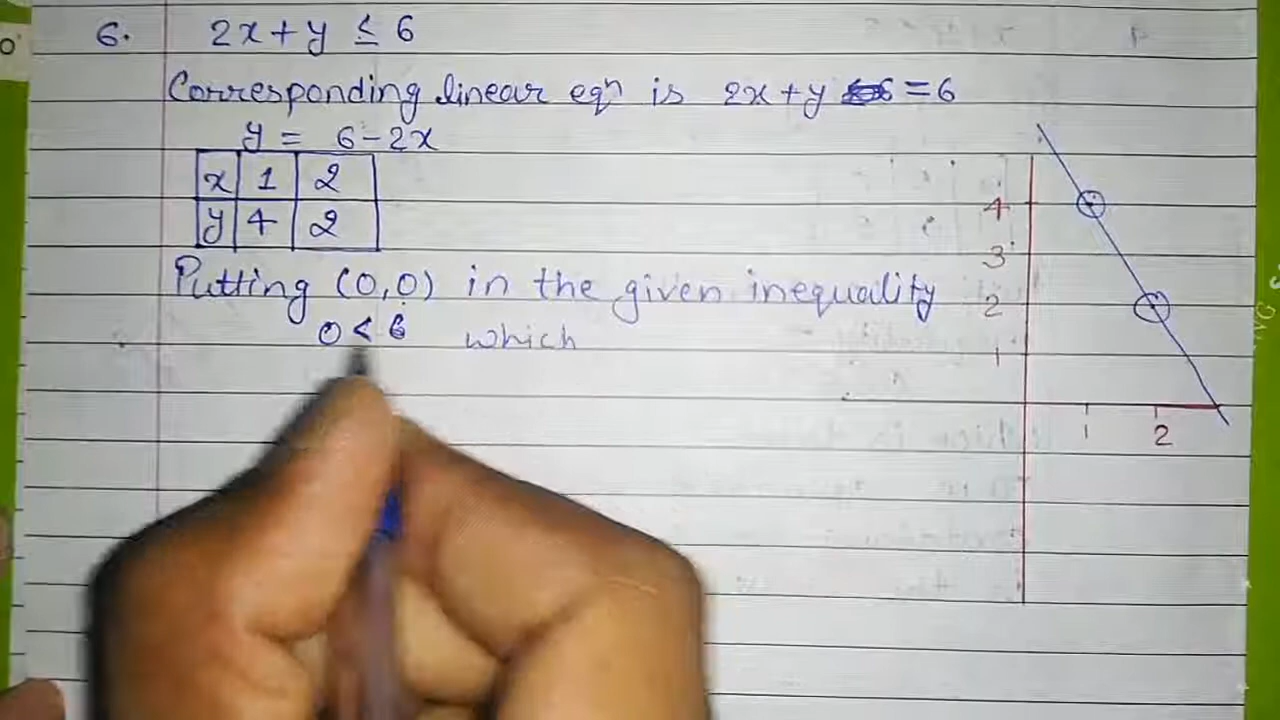 6. 2x + y ≤ 6
Corresponding linear eqn is 2x + y = 6
y = 6 - 2x
x 1 2
y 4 2
Putting (0,0) in the given inequality
0 < 6 which
4
3
2
1
1 2